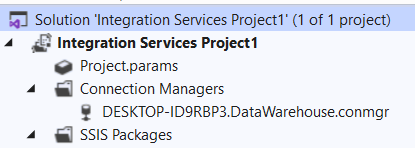 Solution 'Integration Services Project1' (1 of 1 project)
Integration Services Project1
Project.params
Connection Managers
DESKTOP-ID9RBP3.DataWarehouse.conmgr
SSIS Packages